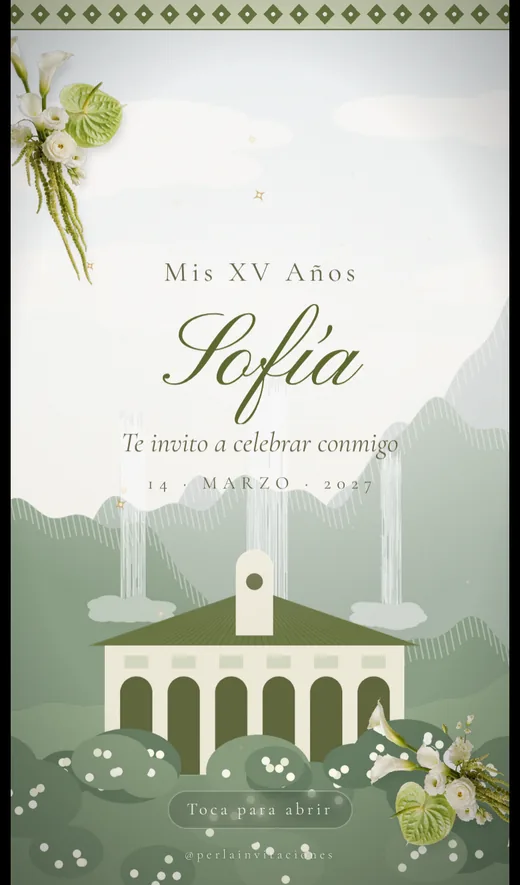 Mis XV Años
Sofía
Te invito a celebrar conmigo
14 · MARZO · 2027
Toca para abrir
@perlainvitaciones